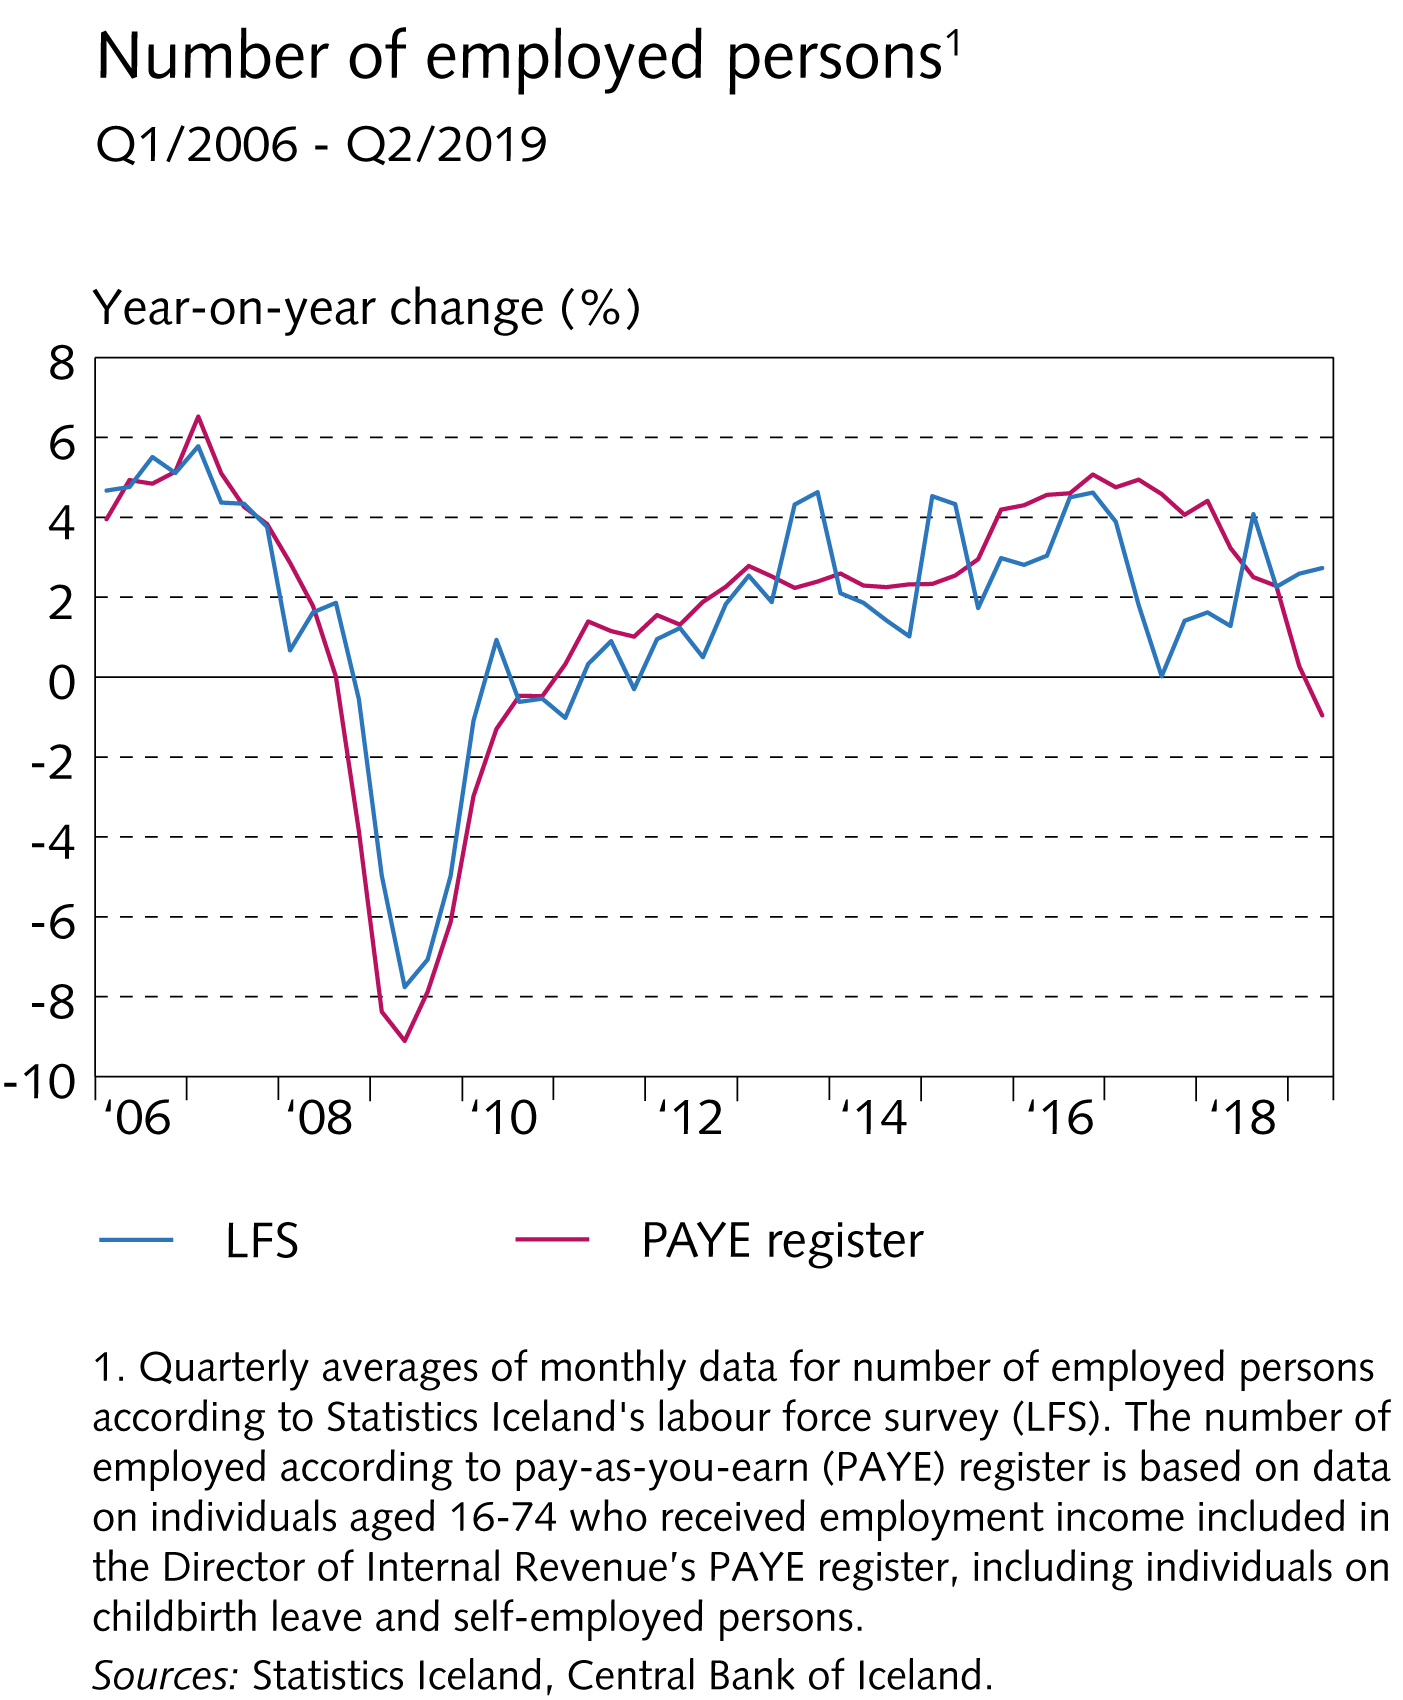 Number of employed persons1
Q1/2006 - Q2/2019
Year-on-year change (%)
8
6
4
2
0
-2
-4
-6
-8
-10
‘06 ‘08 ‘10 ‘12 ‘14 ‘16 ‘18
LFS PAYE register
1. Quarterly averages of monthly data for number of employed persons
according to Statistics Iceland's labour force survey (LFS). The number of
employed according to pay-as-you-earn (PAYE) register is based on data
on individuals aged 16-74 who received employment income included in
the Director of Internal Revenue’s PAYE register, including individuals on
childbirth leave and self-employed persons.
Sources: Statistics Iceland, Central Bank of Iceland.